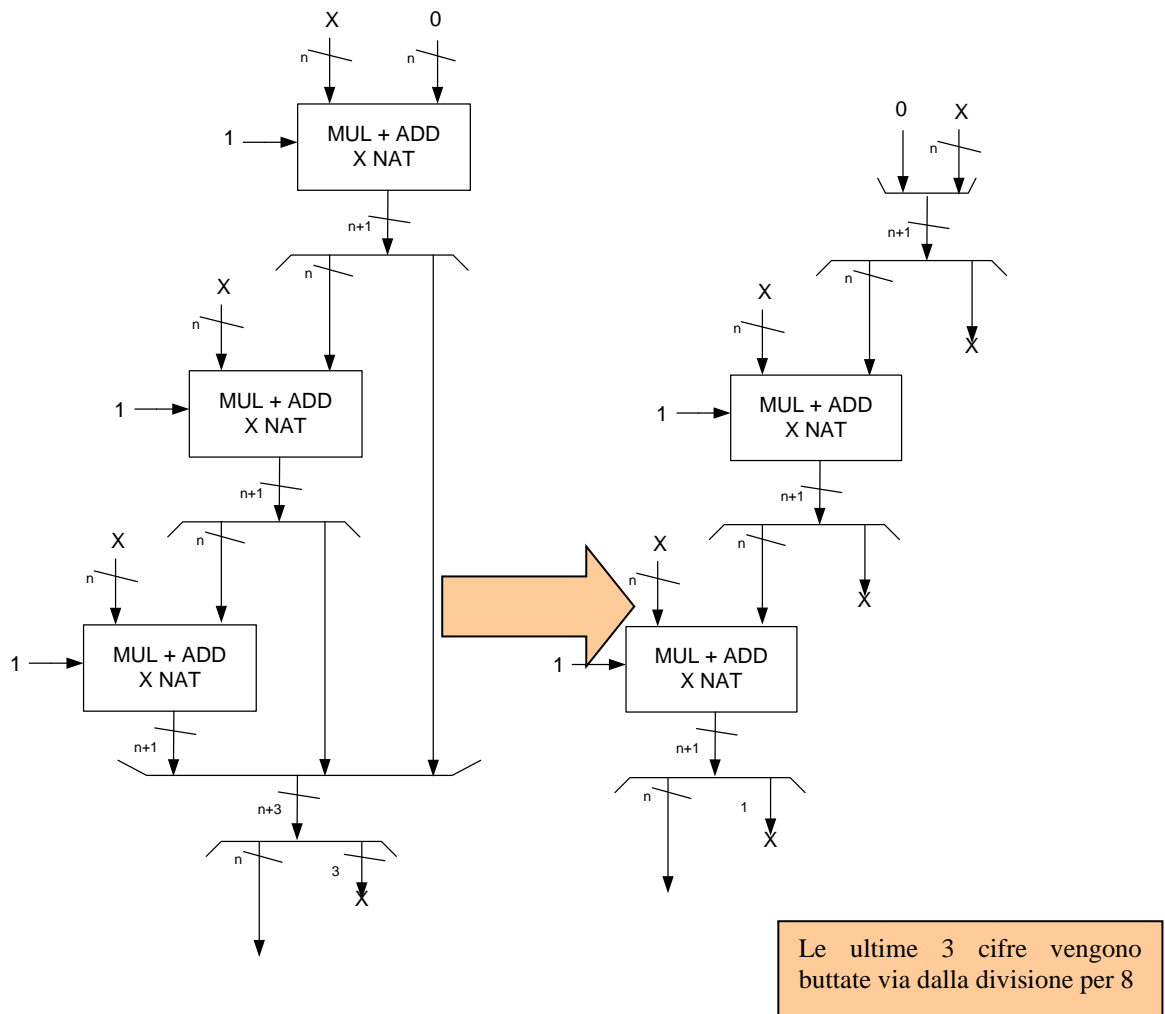 X 0
n n
1 MUL + ADD
X NAT
n+1
n
X
n
1 MUL + ADD
X NAT
n+1
n
X
n
1 MUL + ADD
X NAT
n+1
n+3
n 3
X
0 X
n
n+1
n
X
X
n
1 MUL + ADD
X NAT
n+1
n
X
X
n
1 MUL + ADD
X NAT
n+1
n 1
X
Le ultime 3 cifre vengono
buttate via dalla divisione per 8